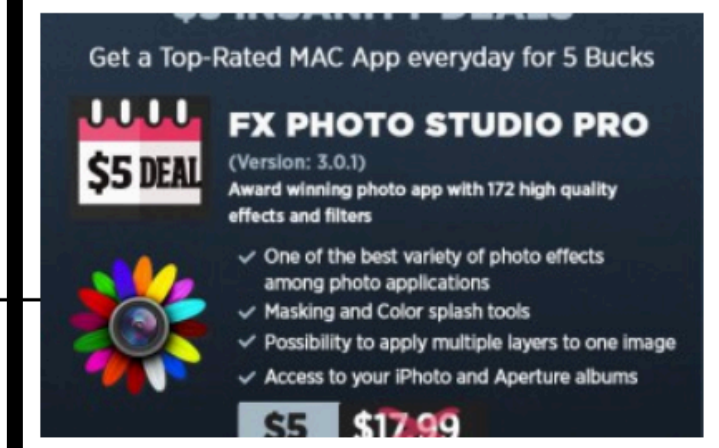 $5 INSANITY DEALS
Get a Top-Rated MAC App everyday for 5 Bucks
$5 DEAL
FX PHOTO STUDIO PRO
(Version: 3.0.1)
Award winning photo app with 172 high quality
effects and filters
✓ One of the best variety of photo effects
among photo applications
✓ Masking and Color splash tools
✓ Possibility to apply multiple layers to one image
✓ Access to your iPhoto and Aperture albums
$5 $17.99